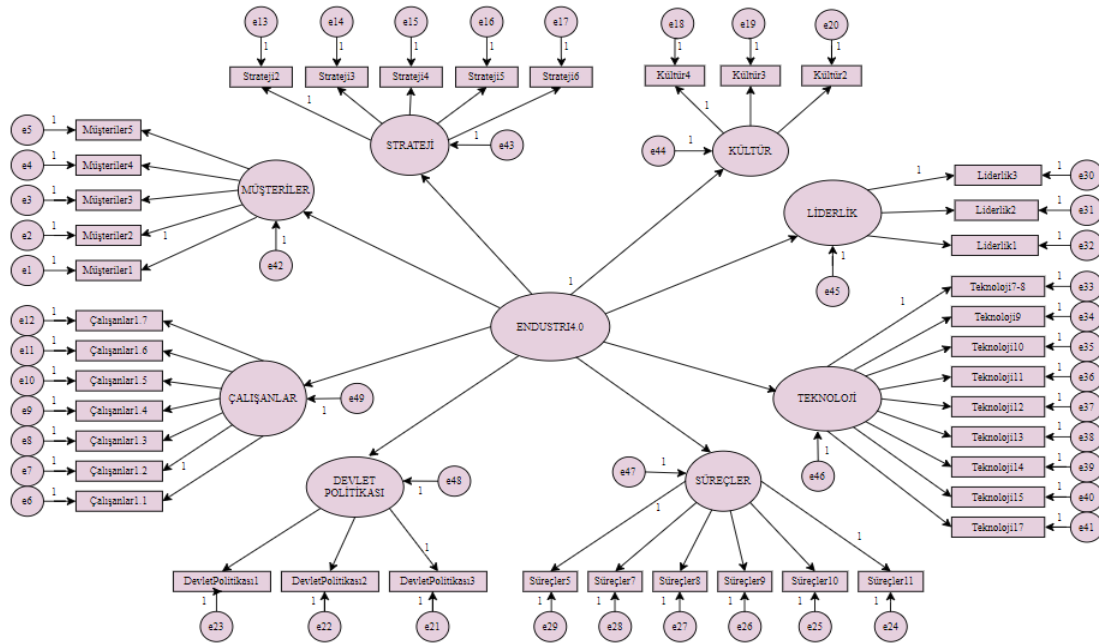 e13
e14
e15
e16
e17
e18
e19
e20
1
1
1
1
1
1
1
1
Strateji2
Strateji3
Strateji4
Strateji5
Strateji6
Kültür4
Kültür3
Kültür2
1
1
STRATEJİ
1
e43
e44
1
KÜLTÜR
e5
1
Müşteriler5
e4
1
Müşteriler4
e3
1
Müşteriler3
e2
1
Müşteriler2
e1
1
Müşteriler1
1
MÜŞTERİLER
1
e42
LİDERLİK
1
Liderlik3
1
e30
Liderlik2
1
e31
Liderlik1
1
e32
1
e45
1
ENDUSTRİ4.0
e12
1
Çalışanlar1.7
e11
1
Çalışanlar1.6
e10
1
Çalışanlar1.5
e9
1
Çalışanlar1.4
e8
1
Çalışanlar1.3
e7
1
Çalışanlar1.2
e6
1
Çalışanlar1.1
1
ÇALIŞANLAR
1
e49
TEKNOLOJİ
1
e46
1
Teknoloji7-8
1
e33
Teknoloji9
1
e34
Teknoloji10
1
e35
Teknoloji11
1
e36
Teknoloji12
1
e37
Teknoloji13
1
e38
Teknoloji14
1
e39
Teknoloji15
1
e40
Teknoloji17
1
e41
DEVLET
POLİTİKASI
1
e48
e47
1
SÜREÇLER
1
1
1
DevletPolitikası1
DevletPolitikası2
DevletPolitikası3
Süreçler5
Süreçler7
Süreçler8
Süreçler9
Süreçler10
Süreçler11
1
1
1
1
1
1
1
1
1
e23
e22
e21
e29
e28
e27
e26
e25
e24